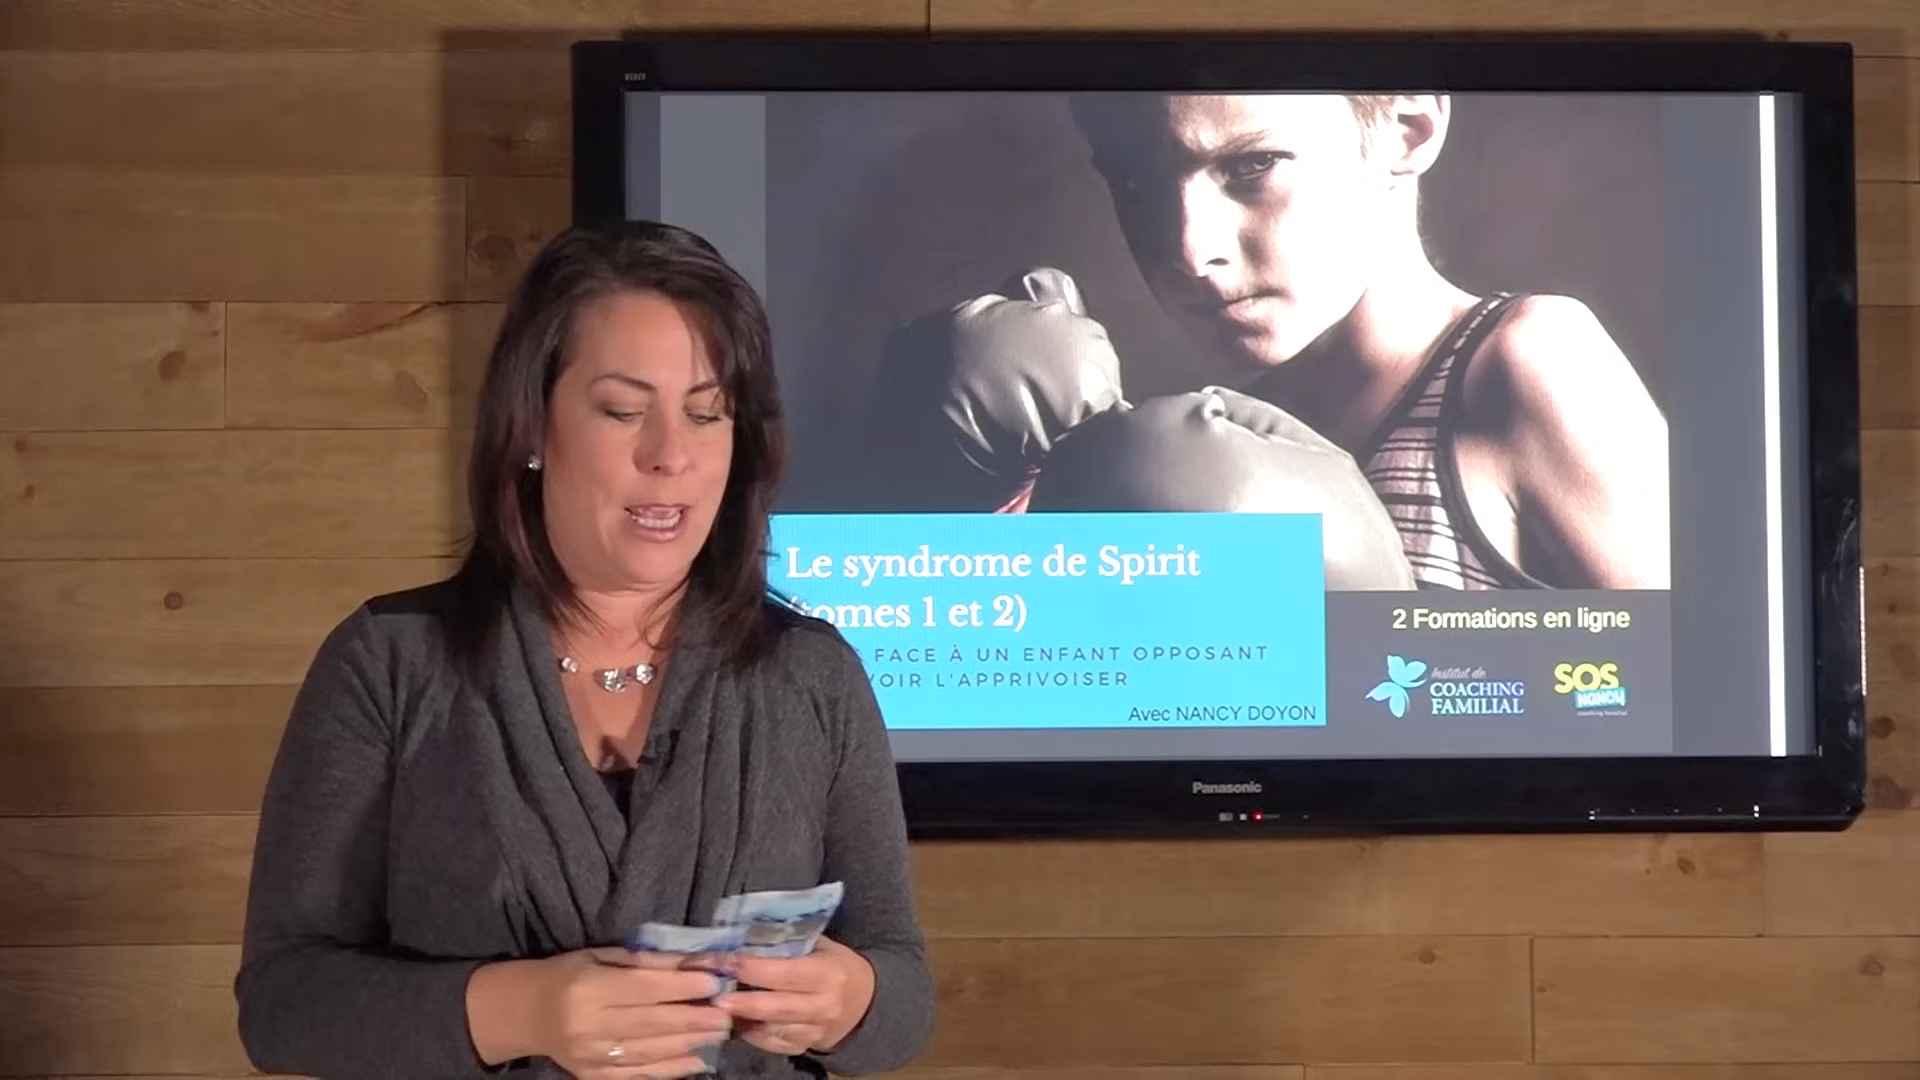 Le syndrome de Spirit
(tomes 1 et 2)
FACE À UN ENFANT OPPOSANT
VOIR L'APPRIVOISER
Avec NANCY DOYON
2 Formations en ligne
Institut de
COACHING
FAMILIAL
SOS
NANCY
Panasonic